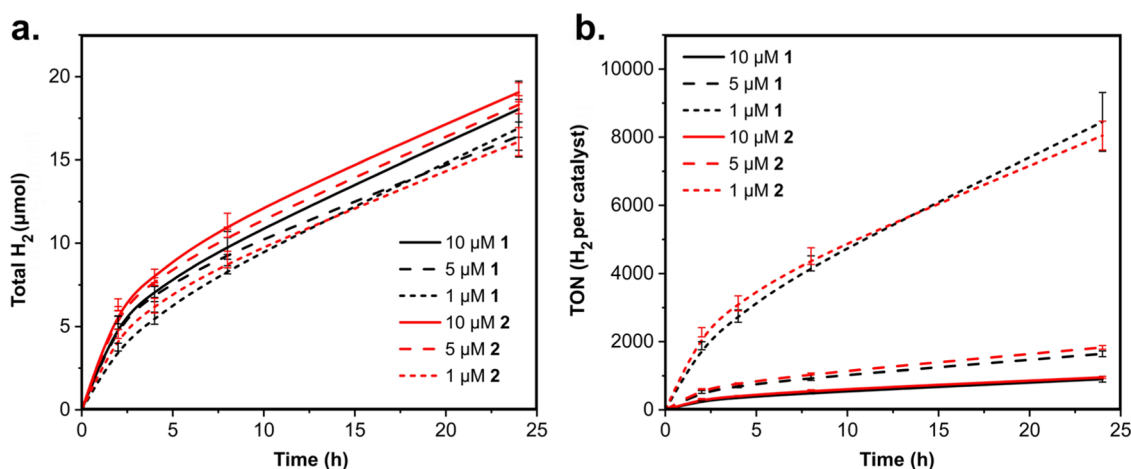 a.
Total H2 (µmol)
20
15
10
5
0
0 5 10 15 20 25
Time (h)
10 µM 1
5 µM 1
1 µM 1
10 µM 2
5 µM 2
1 µM 2
b.
TON (H2 per catalyst)
10000
8000
6000
4000
2000
0
0 5 10 15 20 25
Time (h)
10 µM 1
5 µM 1
1 µM 1
10 µM 2
5 µM 2
1 µM 2